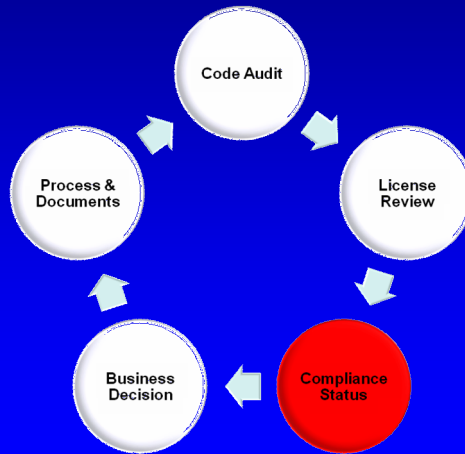 Code Audit
License
Review
Compliance
Status
Business
Decision
Process &
Documents